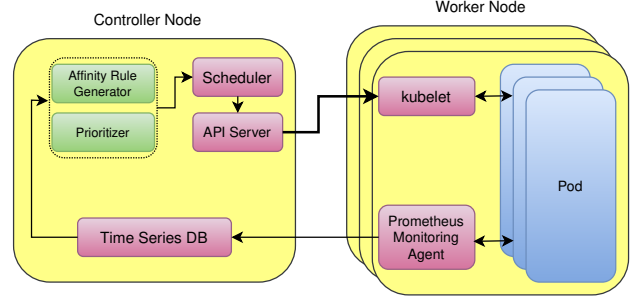 Controller Node
Worker Node
Affinity Rule
Generator
Prioritizer
Scheduler
API Server
Time Series DB
kubelet
Prometheus
Monitoring
Agent
Pod